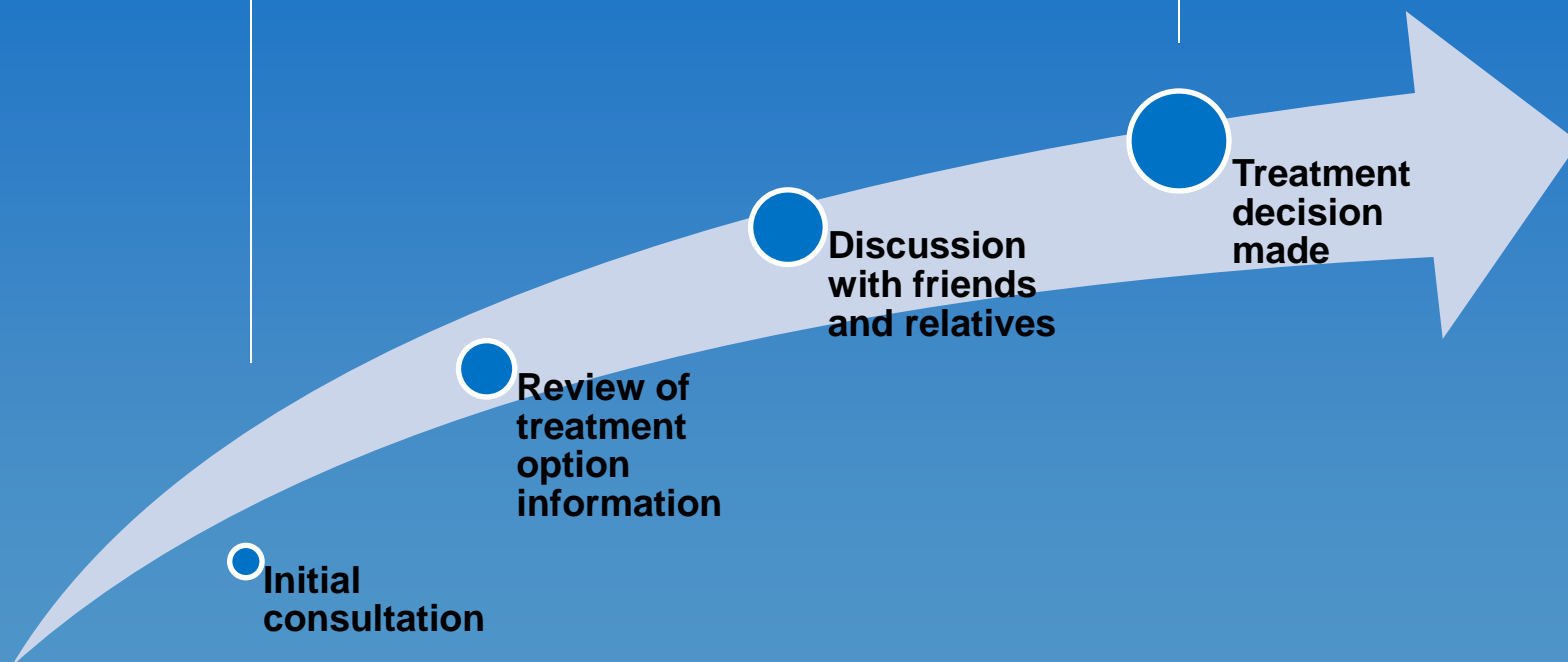 Initial
consultation
Review of
treatment
option
information
Discussion
with friends
and relatives
Treatment
decision
made